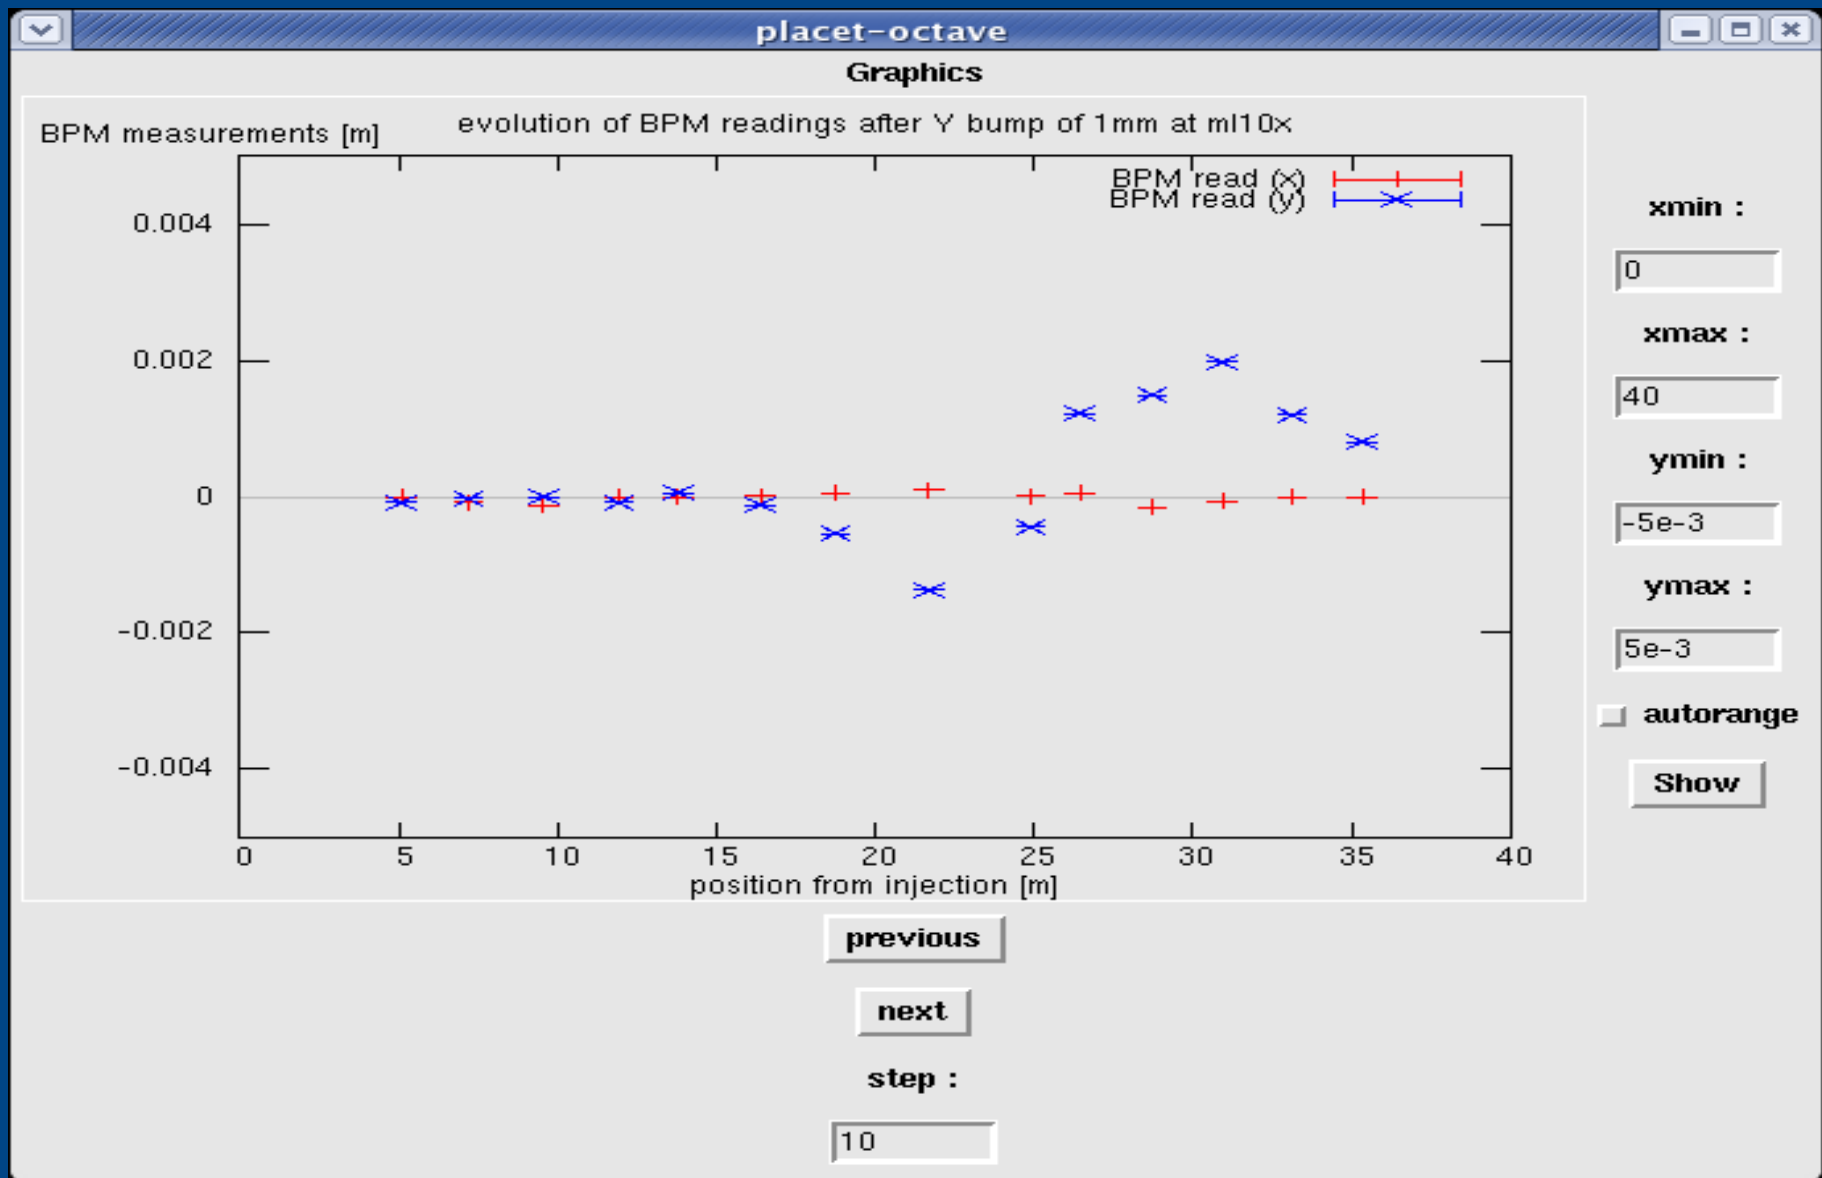 placet-octave
Graphics
BPM measurements [m]
evolution of BPM readings after Y bump of 1mm at ml10x
BPM read (x)
BPM read (y)
0.004
0.002
0
-0.002
-0.004
0 5 10 15 20 25 30 35 40
position from injection [m]
xmin :
0
xmax :
40
ymin :
-5e-3
ymax :
5e-3
autorange
Show
previous
next
step :
10